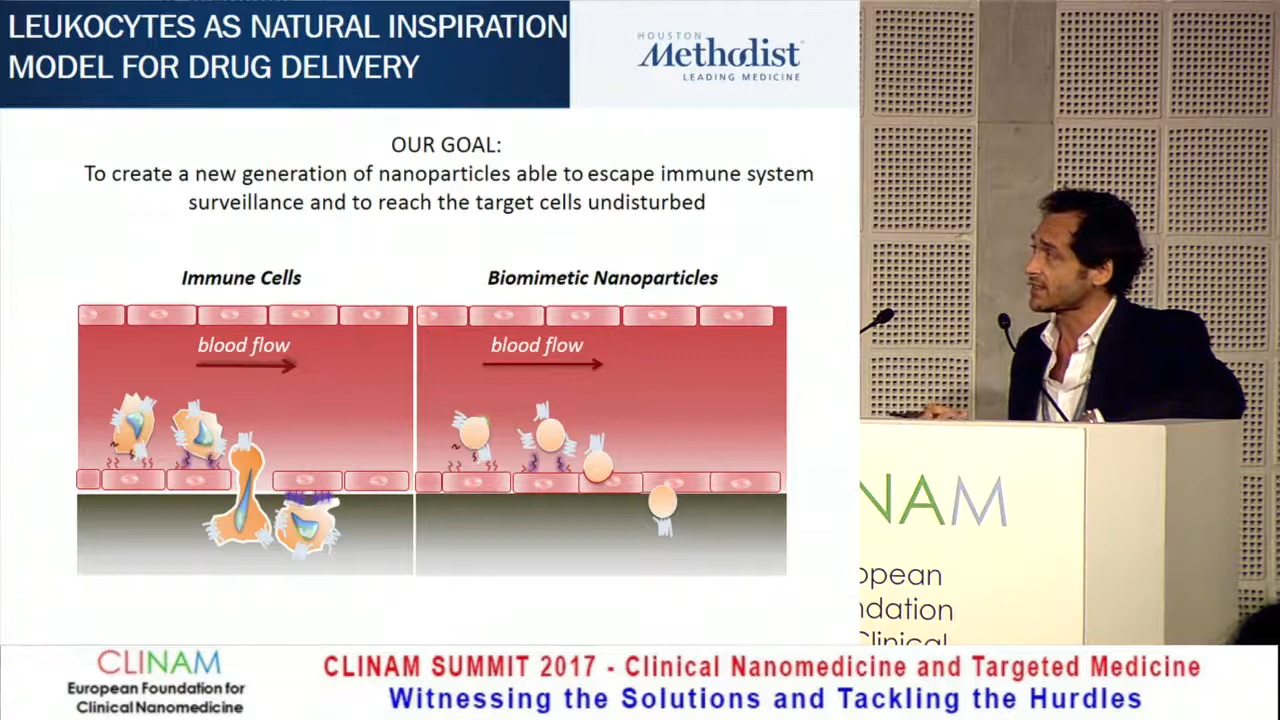 LEUKOCYTES AS NATURAL INSPIRATION
MODEL FOR DRUG DELIVERY
HOUSTON
Methodist
LEADING MEDICINE
OUR GOAL:
To create a new generation of nanoparticles able to escape immune system
surveillance and to reach the target cells undisturbed
Immune Cells
Biomimetic Nanoparticles
blood flow
blood flow
NAM
opean
ndation
Clinical
CLINAM
European Foundation for
Clinical Nanomedicine
CLINAM SUMMIT 2017 - Clinical Nanomedicine and Targeted Medicine
Witnessing the Solutions and Tackling the Hurdles